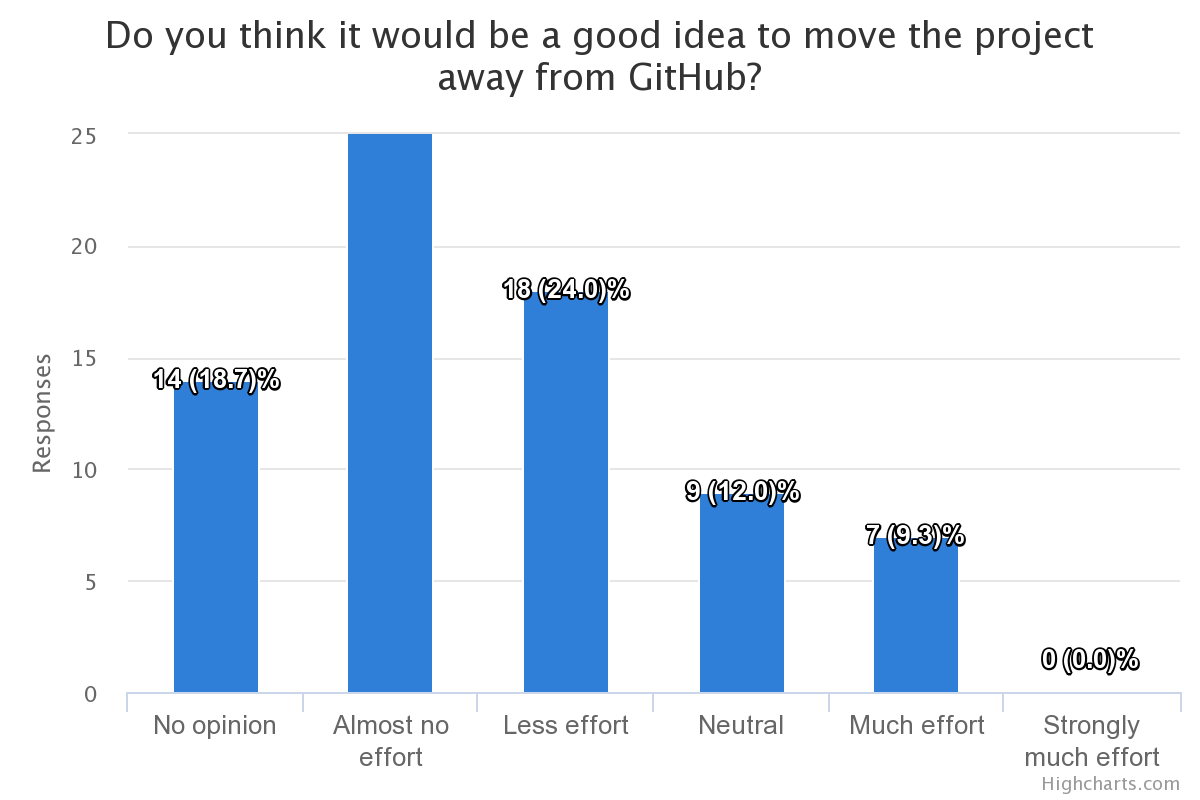 Do you think it would be a good idea to move the project
away from GitHub?
Responses
25
20
15
10
5
0
14 (18.7)%
18 (24.0)%
9 (12.0)%
7 (9.3)%
0 (0.0)%
No opinion
Almost no
effort
Less effort
Neutral
Much effort
Strongly
much effort
Highcharts.com